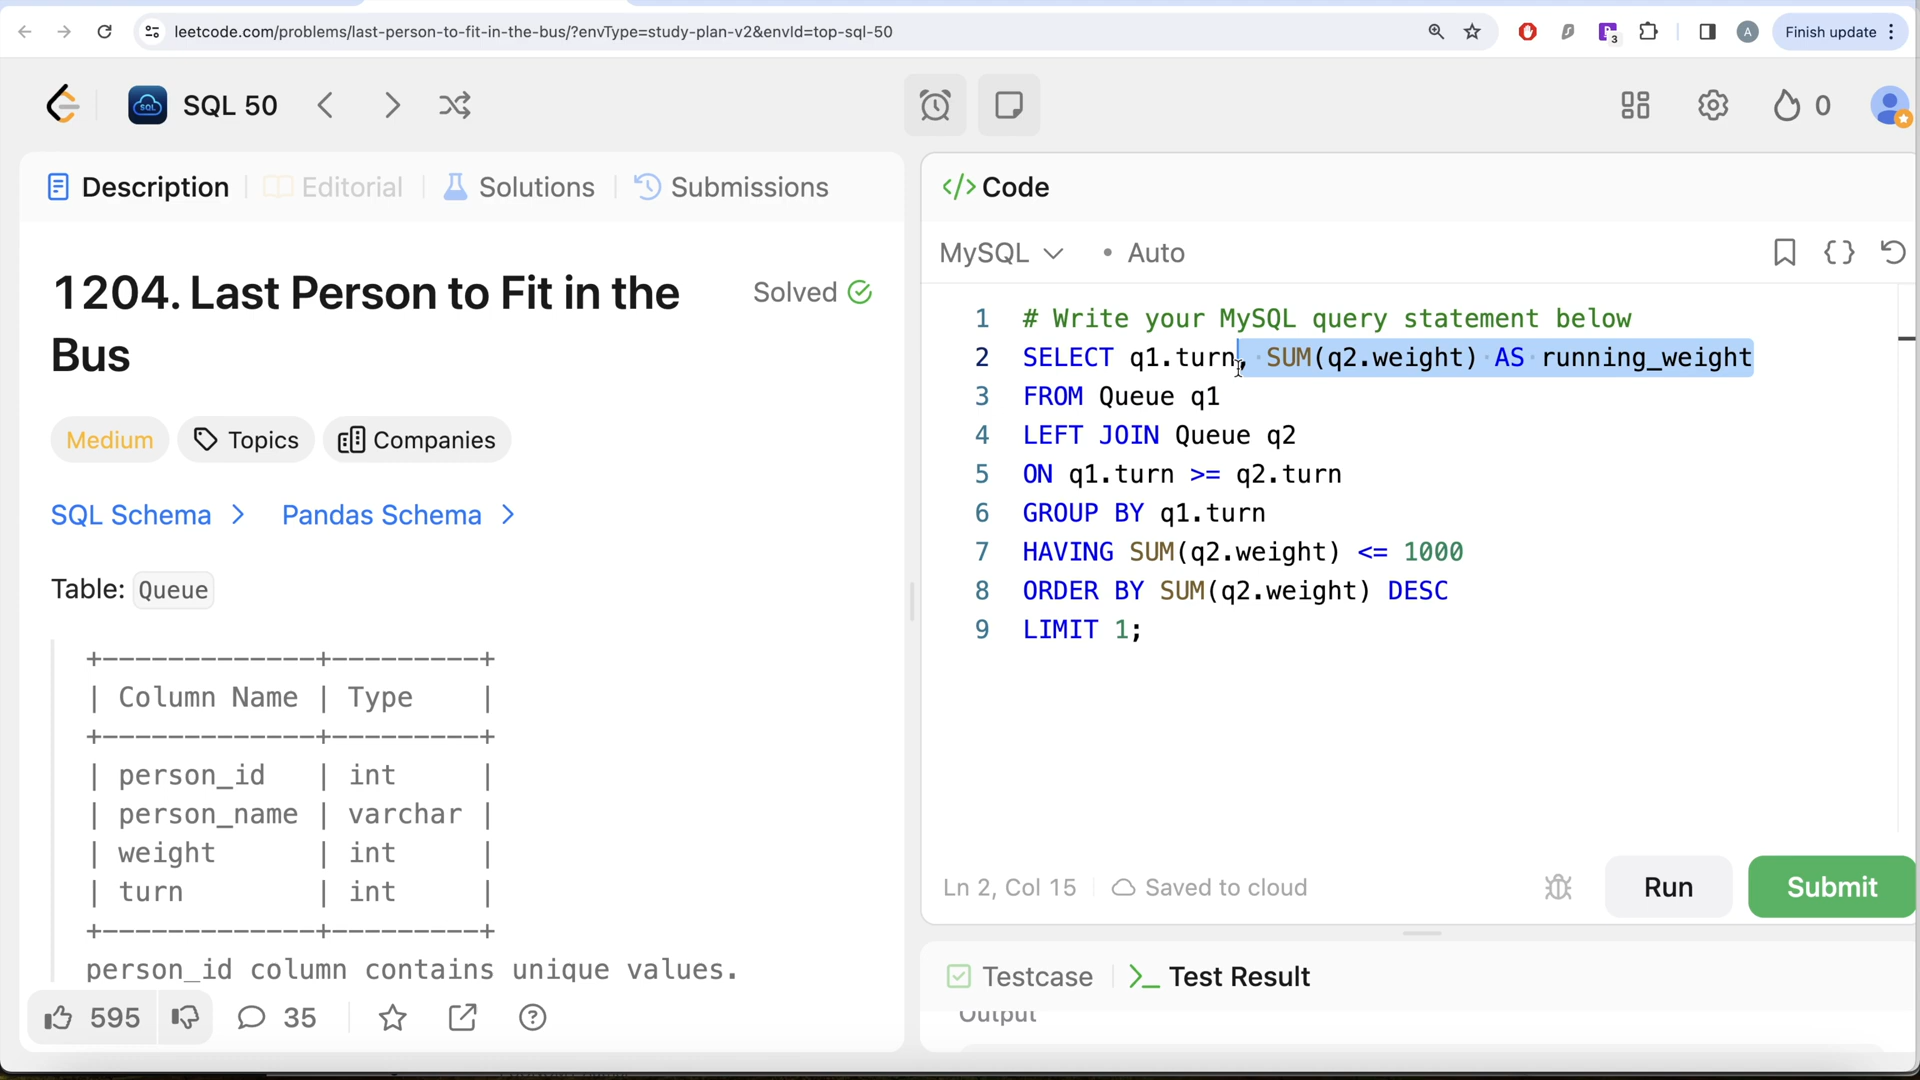 leetcode.com/problems/last-person-to-fit-in-the-bus/?envType=study-plan-v2&envId=top-sql-50
3
A
Finish update
SQL
SQL 50
0
Description
Editorial
Solutions
Submissions
1204. Last Person to Fit in the
Bus
Solved
Medium
Topics
Companies
SQL Schema
Pandas Schema
Table: Queue
+-------------+---------+
| Column Name | Type    |
+-------------+---------+
| person_id   | int     |
| person_name | varchar |
| weight      | int     |
| turn        | int     |
+-------------+---------+
person_id column contains unique values.
595
35
</> Code
MySQL
• Auto
1 # Write your MySQL query statement below
2 SELECT q1.turn, SUM(q2.weight) AS running_weight
3 FROM Queue q1
4 LEFT JOIN Queue q2
5 ON q1.turn >= q2.turn
6 GROUP BY q1.turn
7 HAVING SUM(q2.weight) <= 1000
8 ORDER BY SUM(q2.weight) DESC
9 LIMIT 1;
Ln 2, Col 15
Saved to cloud
Run
Submit
Testcase
Test Result
Output